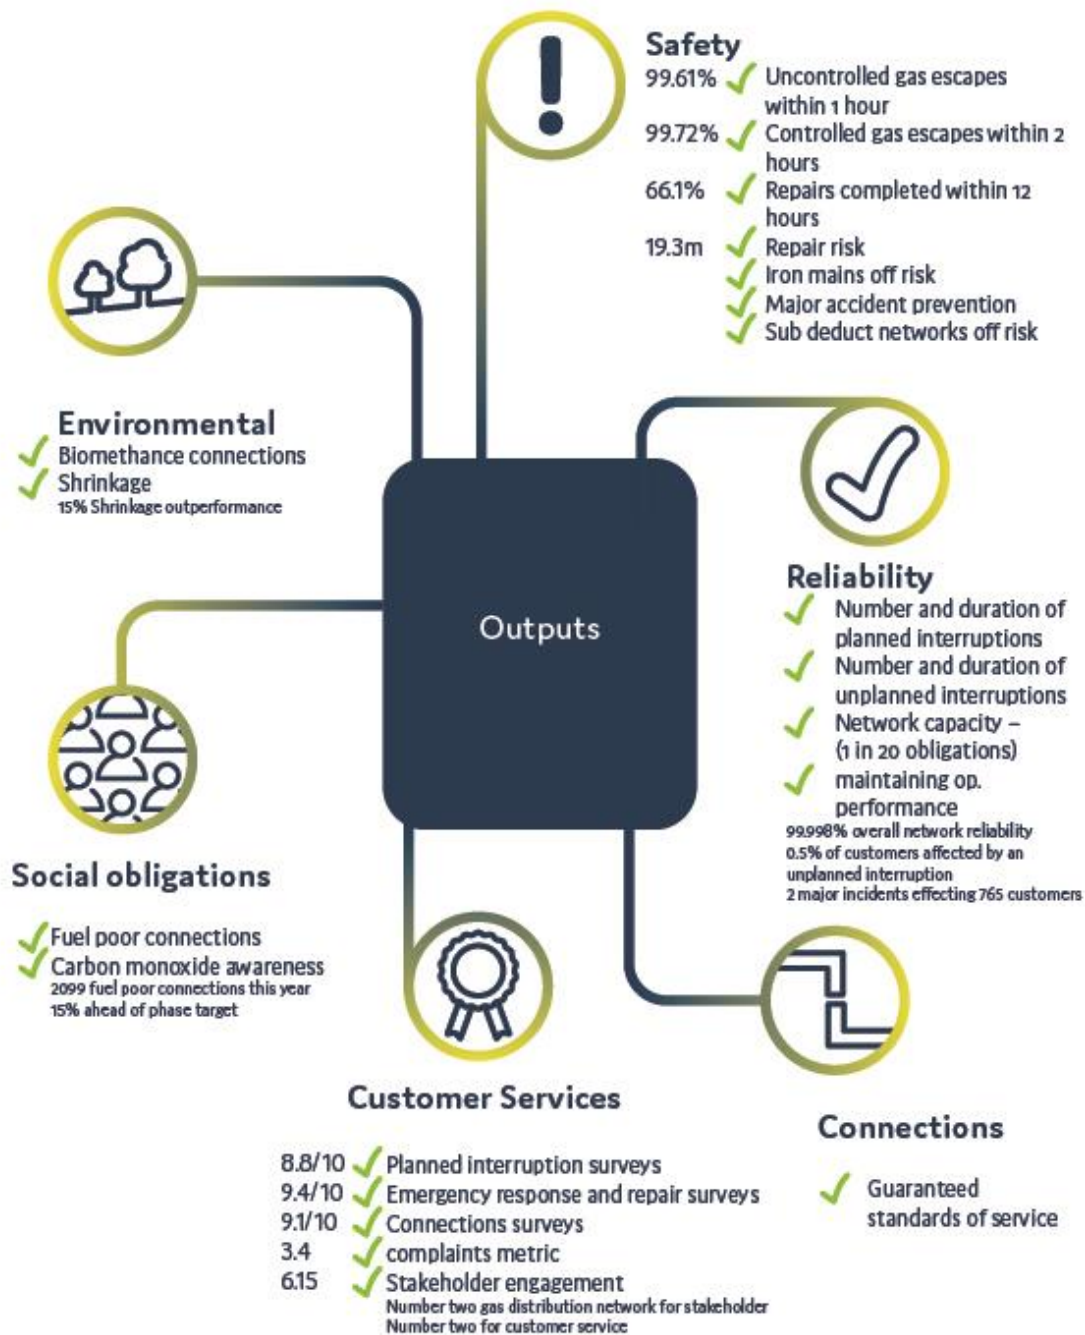 Safety
99.61% Uncontrolled gas escapes
within 1 hour
99.72% Controlled gas escapes within 2
hours
66.1% Repairs completed within 12
hours
19.3m Repair risk
Iron mains off risk
Major accident prevention
Sub deduct networks off risk
Environmental
Biomethance connections
Shrinkage
15% Shrinkage outperformance
Outputs
Reliability
Number and duration of
planned interruptions
Number and duration of
unplanned interruptions
Network capacity –
(1 in 20 obligations)
maintaining op.
performance
99.998% overall network reliability
0.5% of customers affected by an
unplanned interruption
2 major incidents effecting 765 customers
Social obligations
Fuel poor connections
Carbon monoxide awareness
2099 fuel poor connections this year
15% ahead of phase target
Customer Services
8.8/10 Planned interruption surveys
9.4/10 Emergency response and repair surveys
9.1/10 Connections surveys
3.4 complaints metric
6.15 Stakeholder engagement
Number two gas distribution network for stakeholder
Number two for customer service
Connections
Guaranteed
standards of service